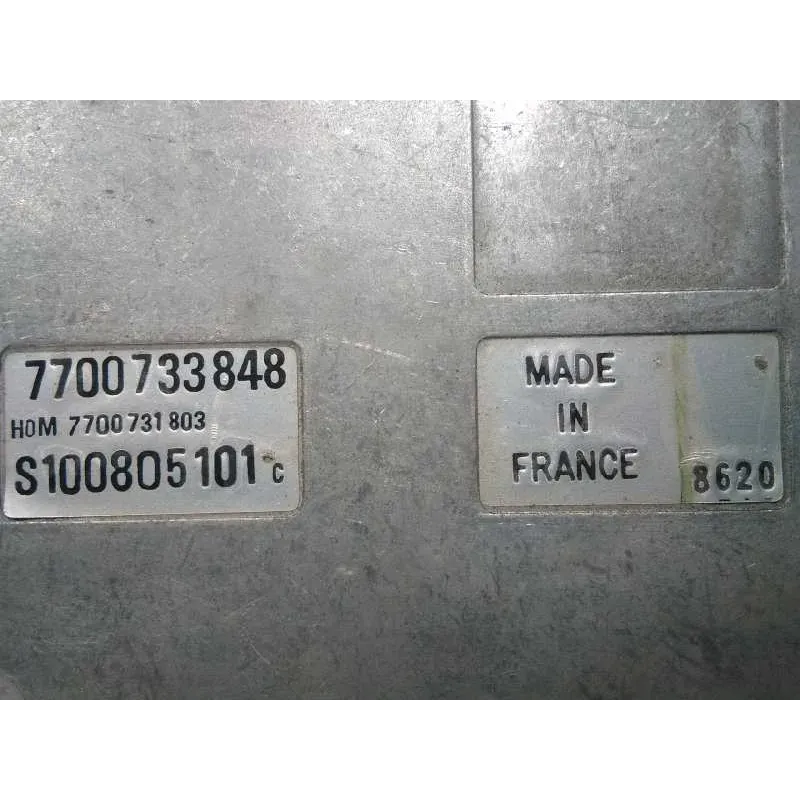 7700733848
HOM 7700731803
S100805101 C
MADE
IN
FRANCE
8620